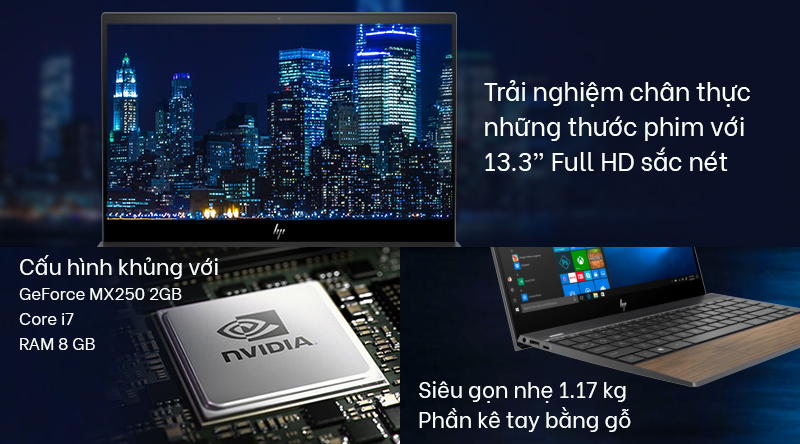 Trải nghiệm chân thực
những thước phim với
13.3” Full HD sắc nét
hp
Cấu hình khủng với
GeForce MX250 2GB
Core i7
RAM 8 GB
NVIDIA
hp
Siêu gọn nhẹ 1.17 kg
Phần kê tay bằng gỗ